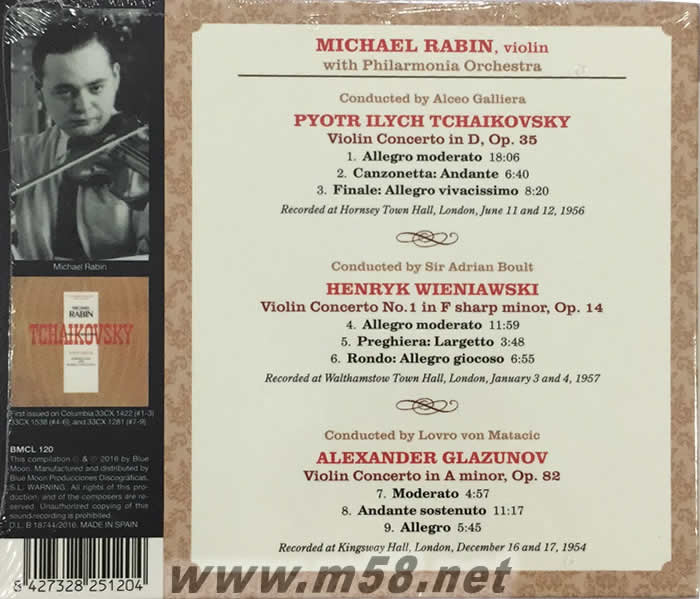 MICHAEL RABIN, violin
with Philarmonia Orchestra
Conducted by Alceo Galliera
PYOTR ILYCH TCHAIKOVSKY
Violin Concerto in D, Op. 35
1. Allegro moderato 18:06
2. Canzonetta: Andante 6:40
3. Finale: Allegro vivacissimo 8:20
Recorded at Hornsey Town Hall, London, June 11 and 12, 1956
Conducted by Sir Adrian Boult
HENRYK WIENIAWSKI
Violin Concerto No.1 in F sharp minor, Op. 14
4. Allegro moderato 11:59
5. Preghiera: Largetto 3:48
6. Rondo: Allegro giocoso 6:55
Recorded at Walthamstow Town Hall, London, January 3 and 4, 1957
Conducted by Lovro von Matacic
ALEXANDER GLAZUNOV
Violin Concerto in A minor, Op. 82
7. Moderato 4:57
8. Andante sostenuto 11:17
9. Allegro 5:45
Recorded at Kingsway Hall, London, December 16 and 17, 1954
Michael Rabin
MICHAEL
RABIN
TCHAIKOVSKY
First issued on Columbia 33CX 1422 (#1-3)
33CX 1538 (#4-6), and 33CX 1281 (#7-9)
BMCL 120
This compilation © & ℗ 2016 by Blue
Moon. Manufactured and distributed by
Blue Moon Producciones Discográficas,
S.L. WARNING. All rights of this pro-
duction, and of the composers are re-
served. Unauthorized copying of this
sound-recording is prohibited.
D.L. B 18744/2016. MADE IN SPAIN
8 427328 251204
www.m58.net